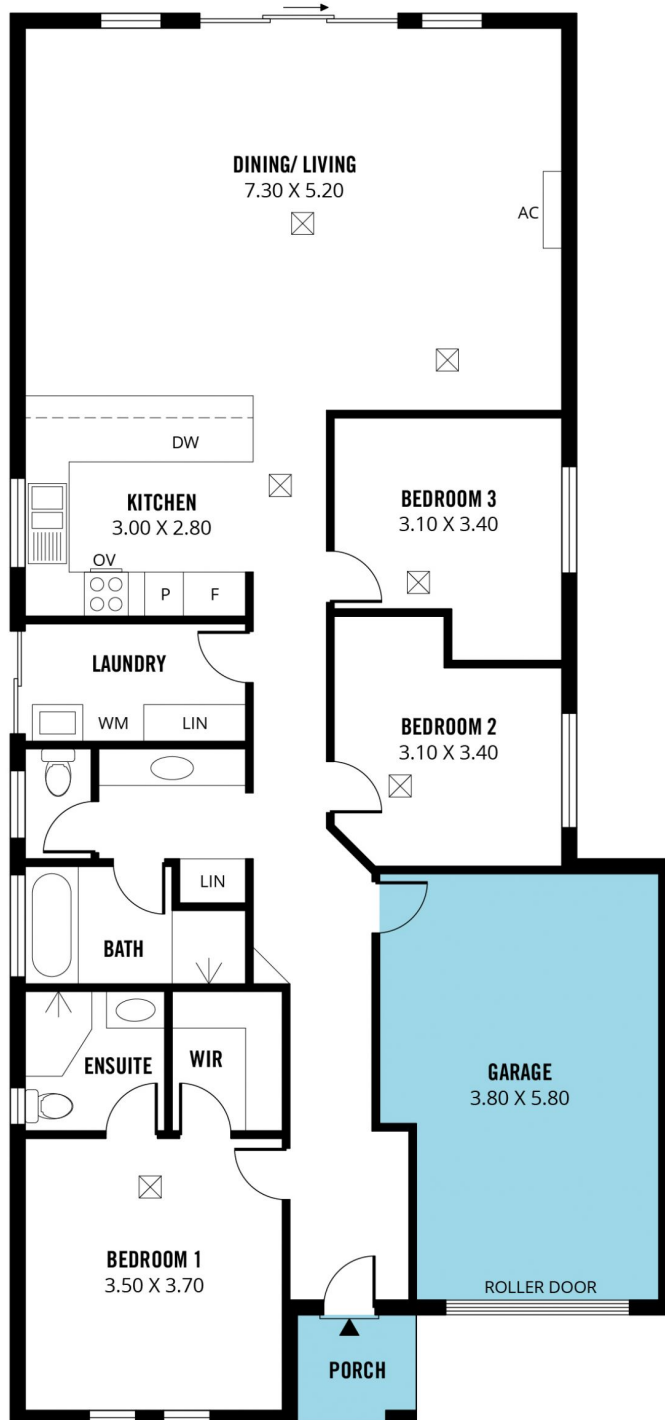 DINING/ LIVING
7.30 X 5.20
AC
DW
KITCHEN
3.00 X 2.80
OV
P
F
BEDROOM 3
3.10 X 3.40
LAUNDRY
WM
LIN
BEDROOM 2
3.10 X 3.40
LIN
BATH
ENSUITE
WIR
GARAGE
3.80 X 5.80
BEDROOM 1
3.50 X 3.70
ROLLER DOOR
PORCH